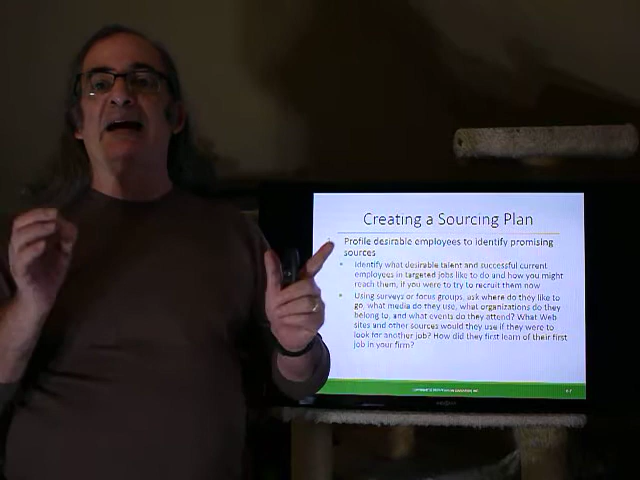 Creating a Sourcing Plan
Profile desirable employees to identify promising
sources
Identify what desirable talent and successful current
employees in targeted jobs like to do and how you might
reach them, if you were to try to recruit them now
Using surveys or focus groups, ask where do they like to
go, what media do they use, what organizations do they
belong to, and what events do they attend? What Web
sites and other sources would they use if they were to
look for another job? How did they first learn of their first
job in your firm?